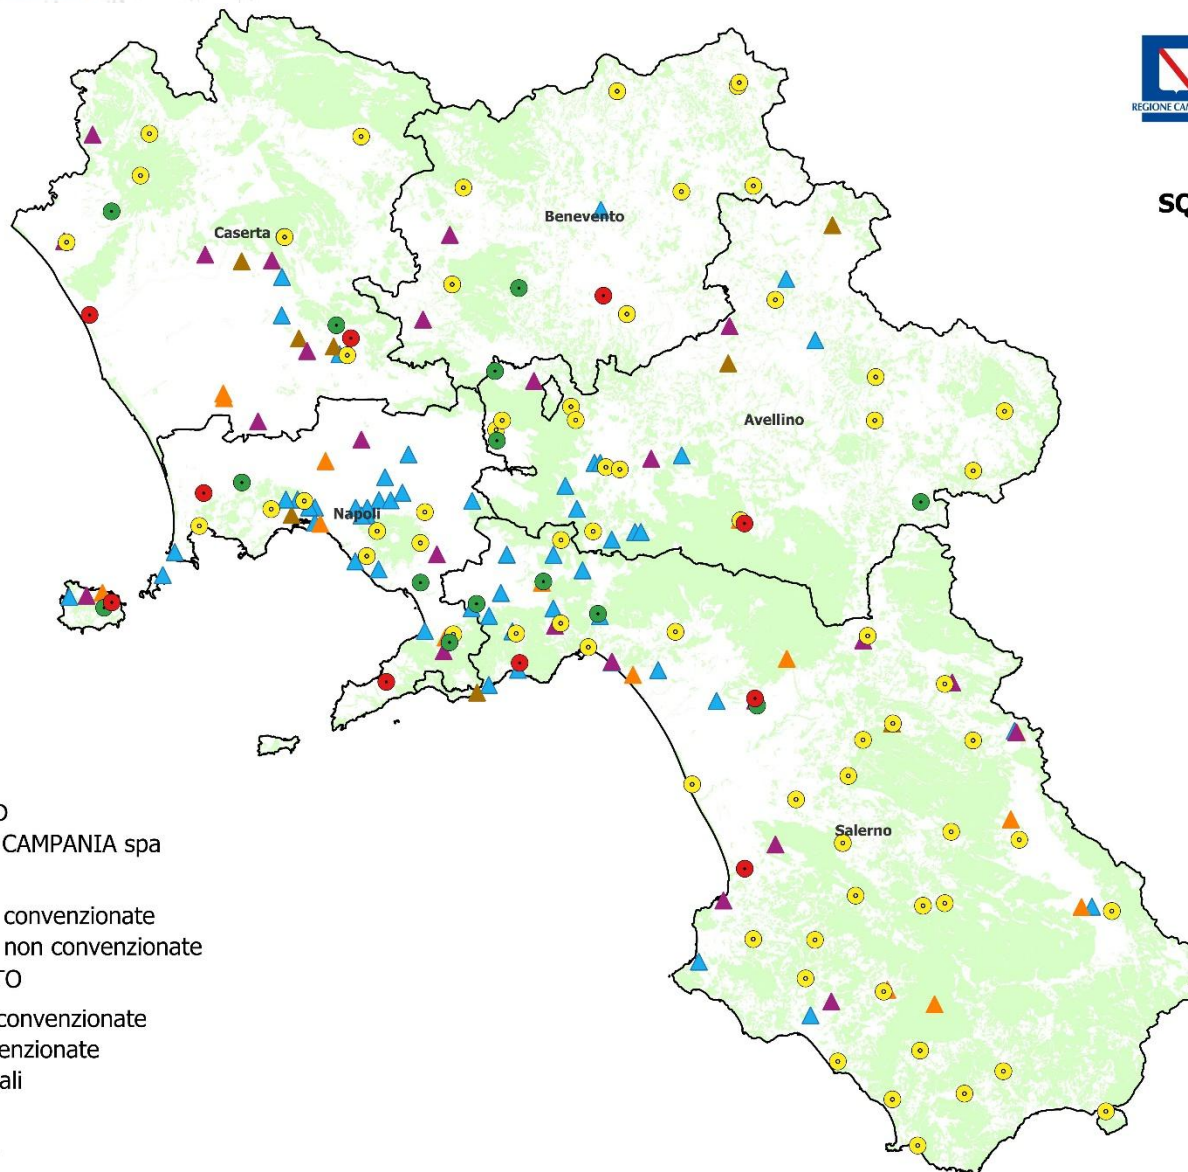 REGIONE CA
SQ
Benevento
Caserta
Avellino
Napoli
CAMPANIA spa
Salerno
convenzionate
non convenzionate
TO
convenzionate
enzionate
ali